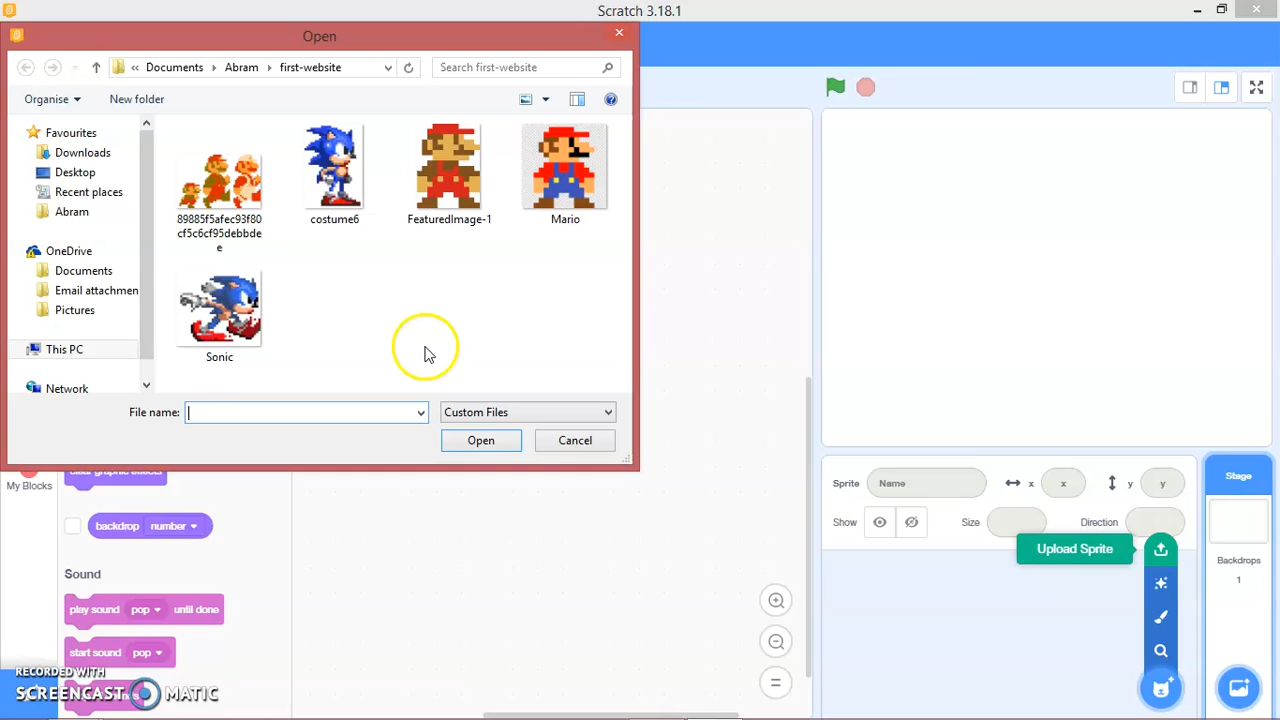 Scratch 3.18.1
Open
« Documents Abram first-website
Search first-website
Organise
New folder
Favourites
Downloads
Desktop
Recent places
Abram
OneDrive
Documents
Email attachmen
Pictures
This PC
Network
89885f5afec93f80
cf5c6cf95debbde
e
costume6
FeaturedImage-1
Mario
Sonic
File name:
Custom Files
Open
Cancel
clear graphic effects
My Blocks
backdrop number
Sound
play sound pop until done
start sound pop
RECORDED WITH
SCREENCAST MATIC
Sprite
Name
x
x
y
y
Show
Size
Direction
Upload Sprite
Stage
Backdrops
1